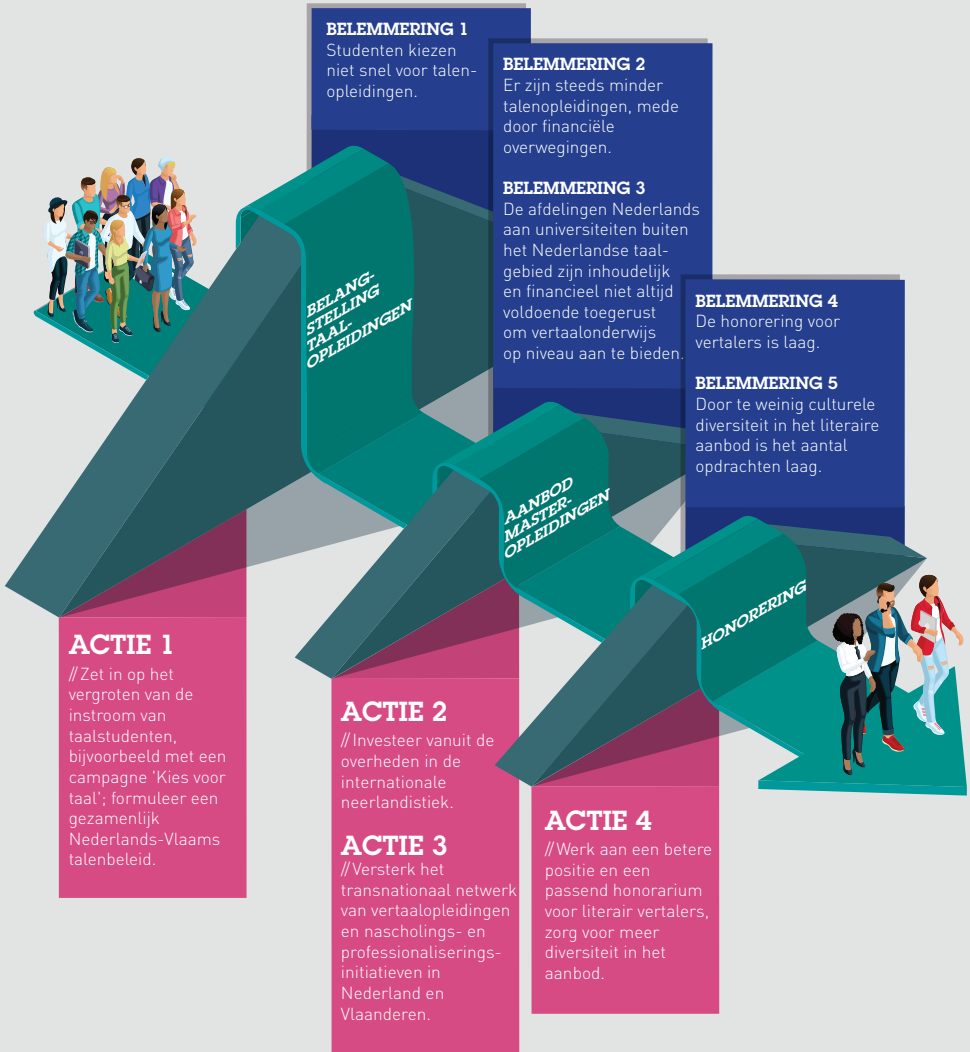 BELEMMERING 1
Studenten kiezen
niet snel voor talen-
opleidingen.
BELEMMERING 2
Er zijn steeds minder
talenopleidingen, mede
door financiële
overwegingen.
BELEMMERING 3
De afdelingen Nederlands
aan universiteiten buiten
het Nederlandse taal-
gebied zijn inhoudelijk
en financieel niet altijd
voldoende toegerust
om vertaalonderwijs
op niveau aan te bieden.
BELEMMERING 4
De honorering voor
vertalers is laag.
BELEMMERING 5
Door te weinig culturele
diversiteit in het literaire
aanbod is het aantal
opdrachten laag.
BELANG-
STELLING
TAAL-
OPLEIDINGEN
AANBOD
MASTER-
OPLEIDINGEN
HONORERING
ACTIE 1
// Zet in op het
vergroten van de
instroom van
taalstudenten,
bijvoorbeeld met een
campagne 'Kies voor
taal'; formuleer een
gezamenlijk
Nederlands-Vlaams
talenbeleid.
ACTIE 2
// Investeer vanuit de
overheden in de
internationale
neerlandistiek.
ACTIE 3
// Versterk het
transnationaal netwerk
van vertaalopleidingen
en nascholings- en
professionaliserings-
initiatieven in
Nederland en
Vlaanderen.
ACTIE 4
// Werk aan een betere
positie en een
passend honorarium
voor literair vertalers,
zorg voor meer
diversiteit in het
aanbod.